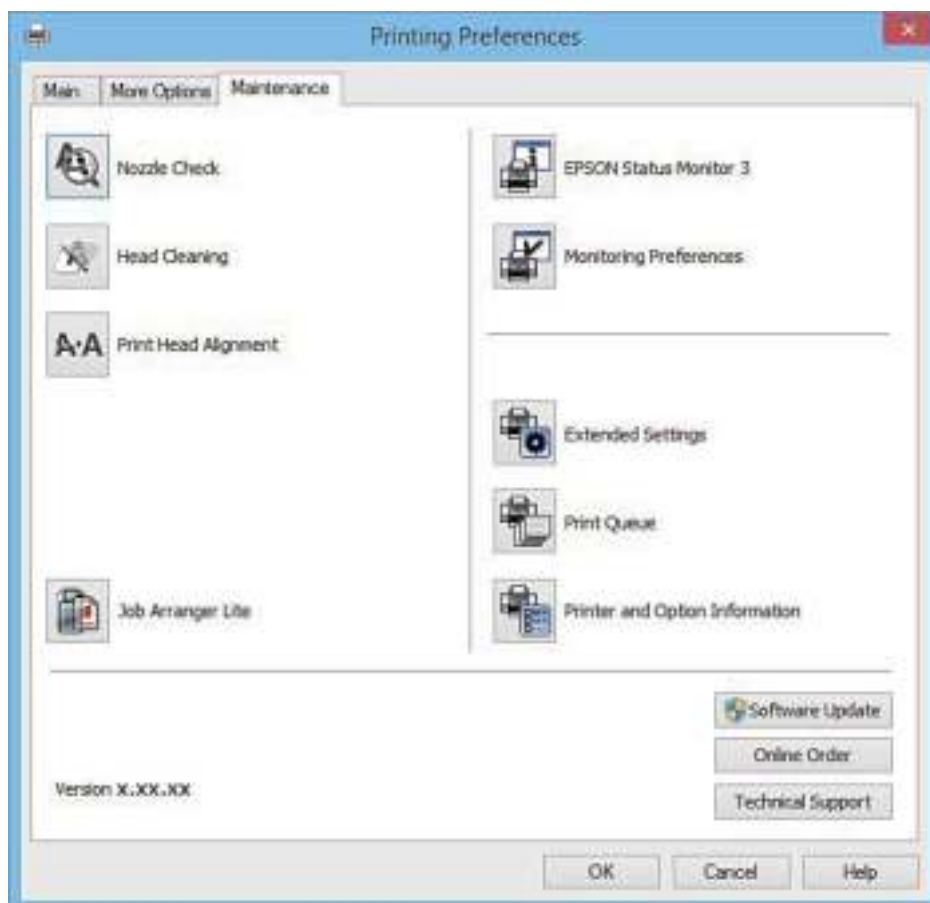 Printing Preferences
Main
More Options
Maintenance
Nozzle Check
Head Cleaning
A·A Print Head Alignment
Job Arranger Lite
EPSON Status Monitor 3
Monitoring Preferences
Extended Settings
Print Queue
Printer and Option Information
Software Update
Online Order
Version X.XX.XX
Technical Support
OK
Cancel
Help